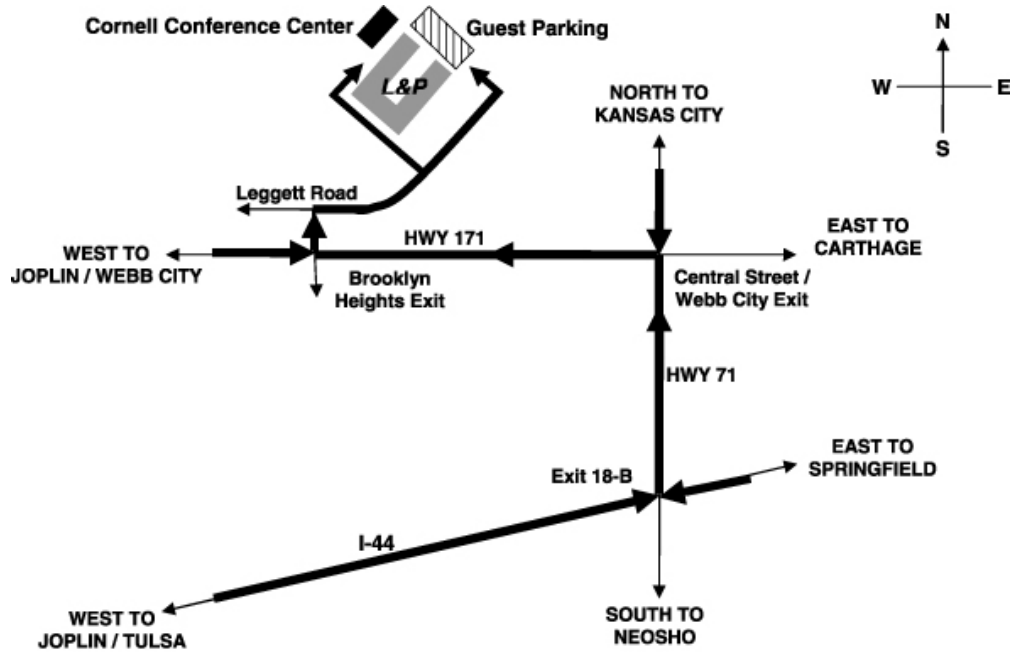 Cornell Conference Center
Guest Parking
L&P
N
W
E
S
NORTH TO
KANSAS CITY
Leggett Road
WEST TO
JOPLIN / WEBB CITY
HWY 171
EAST TO
CARTHAGE
Brooklyn
Heights Exit
Central Street /
Webb City Exit
HWY 71
EAST TO
SPRINGFIELD
Exit 18-B
I-44
WEST TO
JOPLIN / TULSA
SOUTH TO
NEOSHO